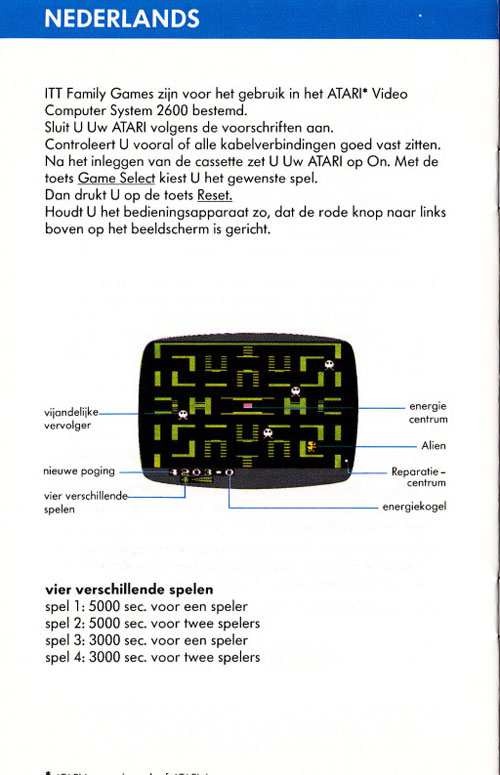 NEDERLANDS
ITT Family Games zijn voor het gebruik in het ATARI* Video
Computer System 2600 bestemd.
Sluit U Uw ATARI volgens de voorschriften aan.
Controleert U vooral of alle kabelverbindingen goed vast zitten.
Na het inleggen van de cassette zet U Uw ATARI op On. Met de
toets Game Select kiest U het gewenste spel.
Dan drukt U op de toets Reset.
Houdt U het bedieningsapparaat zo, dat de rode knop naar links
boven op het beeldscherm is gericht.
vijandelijke
vervolger
nieuwe poging
vier verschillende
spelen
energie
centrum
Alien
Reparatie-
centrum
energiekogel
vier verschillende spelen
spel 1: 5000 sec. voor een speler
spel 2: 5000 sec. voor twee spelers
spel 3: 3000 sec. voor een speler
spel 4: 3000 sec. voor twee spelers